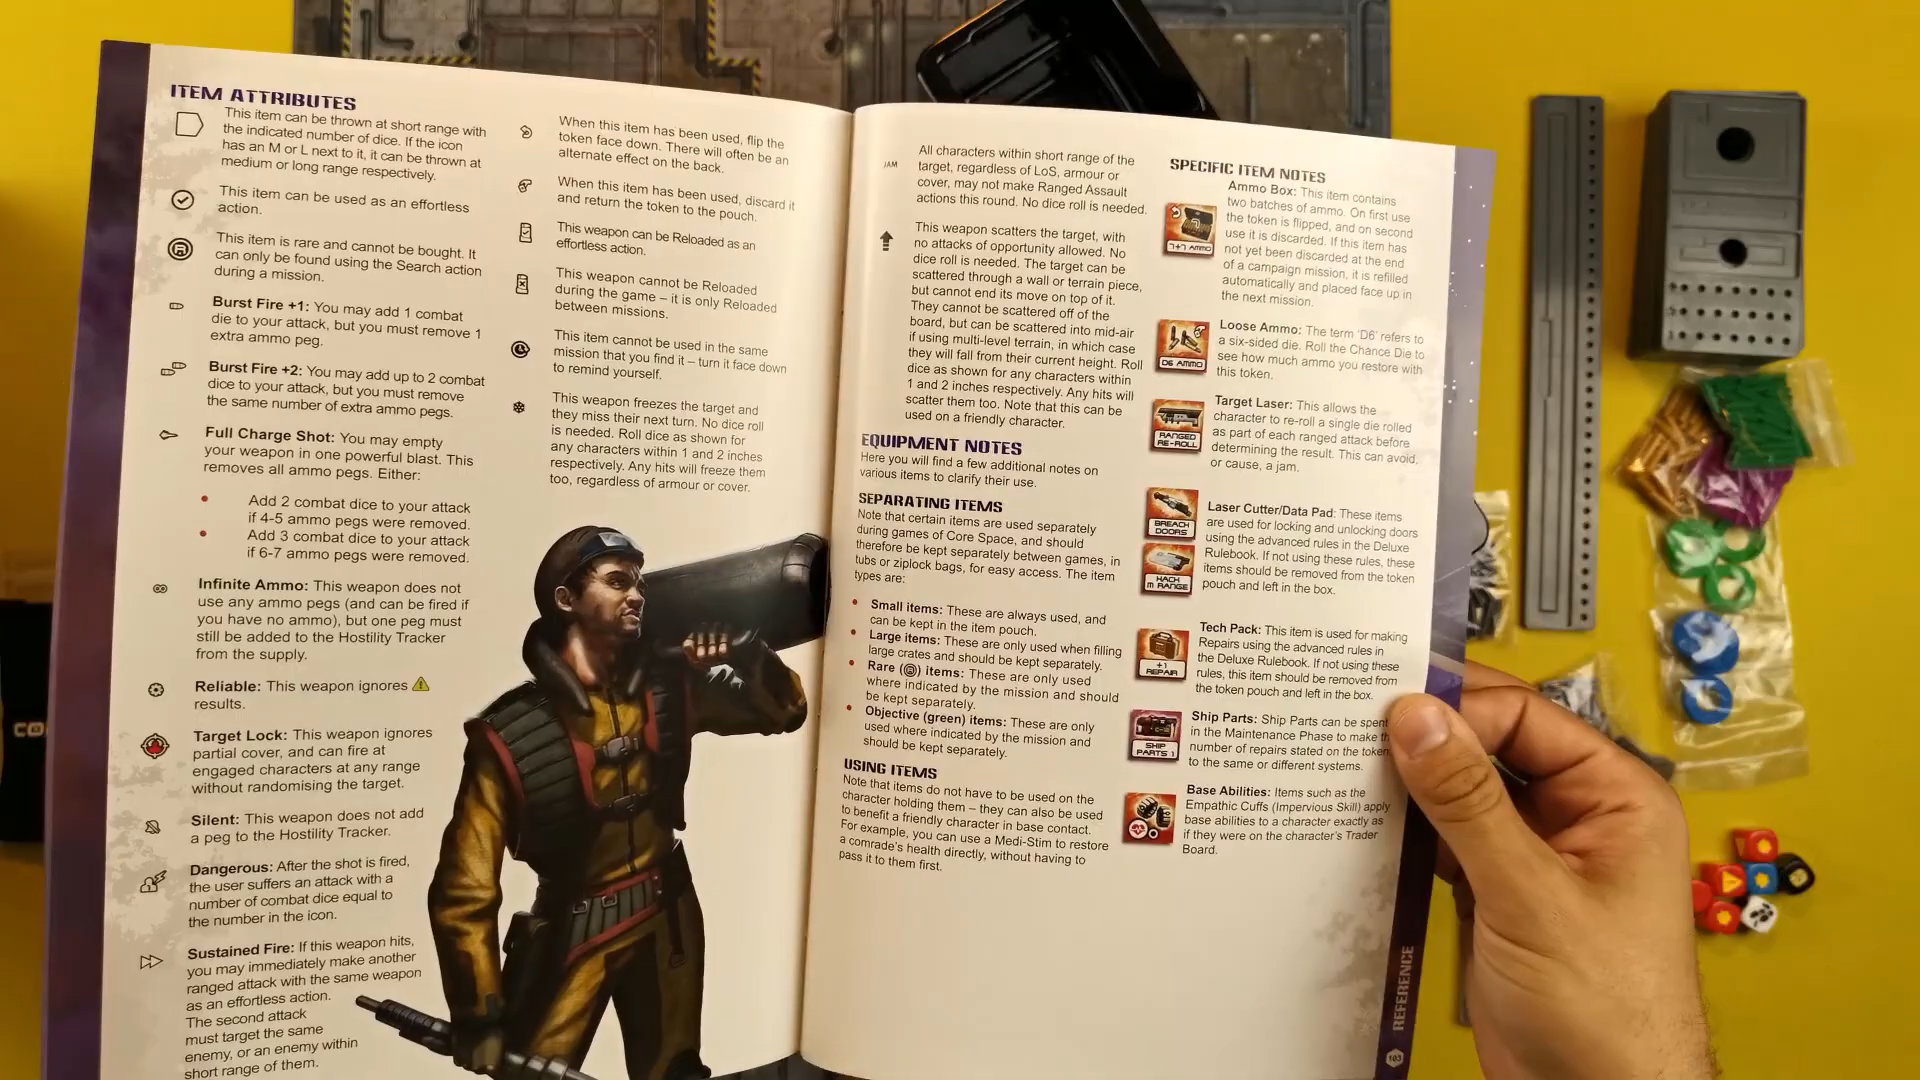 ITEM ATTRIBUTES
This item can be thrown at short range with
the indicated number of dice. If the icon
has an M or L next to it, it can be thrown at
medium or long range respectively.
This item can be used as an effortless
action.
This item is rare and cannot be bought. It
can only be found using the Search action
during a mission.
Burst Fire +1: You may add 1 combat
die to your attack, but you must remove 1
extra ammo peg.
Burst Fire +2: You may add up to 2 combat
dice to your attack, but you must remove
the same number of extra ammo pegs.
Full Charge Shot: You may empty
your weapon in one powerful blast. This
removes all ammo pegs. Either:
• Add 2 combat dice to your attack
if 4-5 ammo pegs were removed.
• Add 3 combat dice to your attack
if 6-7 ammo pegs were removed.
Infinite Ammo: This weapon does not
use any ammo pegs (and can be fired if
you have no ammo), but one peg must
still be added to the Hostility Tracker
from the supply.
Reliable: This weapon ignores
results.
Target Lock: This weapon ignores
partial cover, and can fire at
engaged characters at any range
without randomising the target.
Silent: This weapon does not add
a peg to the Hostility Tracker.
Dangerous: After the shot is fired,
the user suffers an attack with a
number of combat dice equal to
the number in the icon.
Sustained Fire: If this weapon hits,
you may immediately make another
ranged attack with the same weapon
as an effortless action.
The second attack
must target the same
enemy, or an enemy within
short range of them.
When this item has been used, flip the
token face down. There will often be an
alternate effect on the back.
When this item has been used, discard it
and return the token to the pouch.
This weapon can be Reloaded as an
effortless action.
This weapon cannot be Reloaded
during the game – it is only Reloaded
between missions.
This item cannot be used in the same
mission that you find it – turn it face down
to remind yourself.
This weapon freezes the target and
they miss their next turn. No dice roll
is needed. Roll dice as shown for
any characters within 1 and 2 inches
respectively. Any hits will freeze them
too, regardless of armour or cover.
JAM
All characters within short range of the
target, regardless of LoS, armour or
cover, may not make Ranged Assault
actions this round. No dice roll is needed.
This weapon scatters the target, with
no attacks of opportunity allowed. No
dice roll is needed. The target can be
scattered through a wall or terrain piece,
but cannot end its move on top of it.
They cannot be scattered off of the
board, but can be scattered into mid-air
if using multi-level terrain, in which case
they will fall from their current height. Roll
dice as shown for any characters within
1 and 2 inches respectively. Any hits will
scatter them too. Note that this can be
used on a friendly character.
EQUIPMENT NOTES
Here you will find a few additional notes on
various items to clarify their use.
SEPARATING ITEMS
Note that certain items are used separately
during games of Core Space, and should
therefore be kept separately between games, in
tubs or ziplock bags, for easy access. The item
types are:
• Small items: These are always used, and
can be kept in the item pouch.
• Large items: These are only used when filling
large crates and should be kept separately.
• Rare ( ) items: These are only used
where indicated by the mission and should
be kept separately.
• Objective (green) items: These are only
used where indicated by the mission and
should be kept separately.
USING ITEMS
Note that items do not have to be used on the
character holding them – they can also be used
to benefit a friendly character in base contact.
For example, you can use a Medi-Stim to restore
a comrade's health directly, without having to
pass it to them first.
SPECIFIC ITEM NOTES
7+7 AMMO
Ammo Box: This item contains
two batches of ammo. On first use
the token is flipped, and on second
use it is discarded. If this item has
not yet been discarded at the end
of a campaign mission, it is refilled
automatically and placed face up in
the next mission.
D6 AMMO
Loose Ammo: The term 'D6' refers to
a six-sided die. Roll the Chance Die to
see how much ammo you restore with
this token.
RANGED
RE-ROLL
Target Laser: This allows the
character to re-roll a single die rolled
as part of each ranged attack before
determining the result. This can avoid,
or cause, a jam.
BREACH
DOORS
HACK
M RANGE
Laser Cutter/Data Pad: These items
are used for locking and unlocking doors
using the advanced rules in the Deluxe
Rulebook. If not using these rules, these
items should be removed from the token
pouch and left in the box.
+1
REPAIR
Tech Pack: This item is used for making
Repairs using the advanced rules in
the Deluxe Rulebook. If not using these
rules, this item should be removed from
the token pouch and left in the box.
SHIP
PARTS 1
Ship Parts: Ship Parts can be spent
in the Maintenance Phase to make
number of repairs stated on the token
to the same or different systems.
Base Abilities: Items such as the
Empathic Cuffs (Impervious Skill) apply
base abilities to a character exactly as
if they were on the character's Trader
Board.
REFERENCE
103
CO